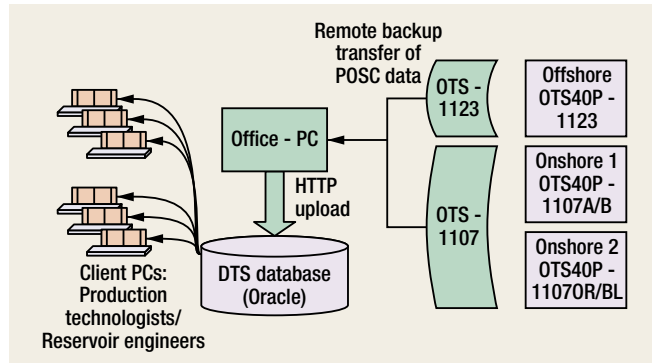 Remote backup
transfer of
POSC data
OTS -
1123
Offshore
OTS40P -
1123
Office - PC
HTTP
upload
OTS -
1107
Onshore 1
OTS40P -
1107A/B
Onshore 2
OTS40P -
1107OR/BL
DTS database
(Oracle)
Client PCs:
Production
technologists/
Reservoir engineers